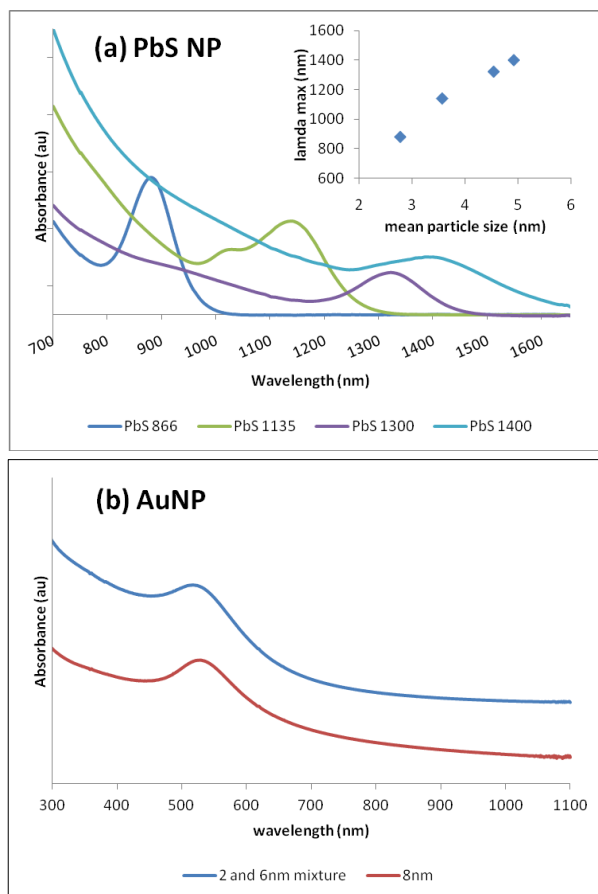 (a) PbS NP
Absorbance (au)
lamda max (nm)
1600
1400
1200
1000
800
600
2 3 4 5 6
mean particle size (nm)
700 800 900 1000 1100 1200 1300 1400 1500 1600
Wavelength (nm)
PbS 866 PbS 1135 PbS 1300 PbS 1400
(b) AuNP
Absorbance (au)
300 400 500 600 700 800 900 1000 1100
wavelength (nm)
2 and 6nm mixture 8nm